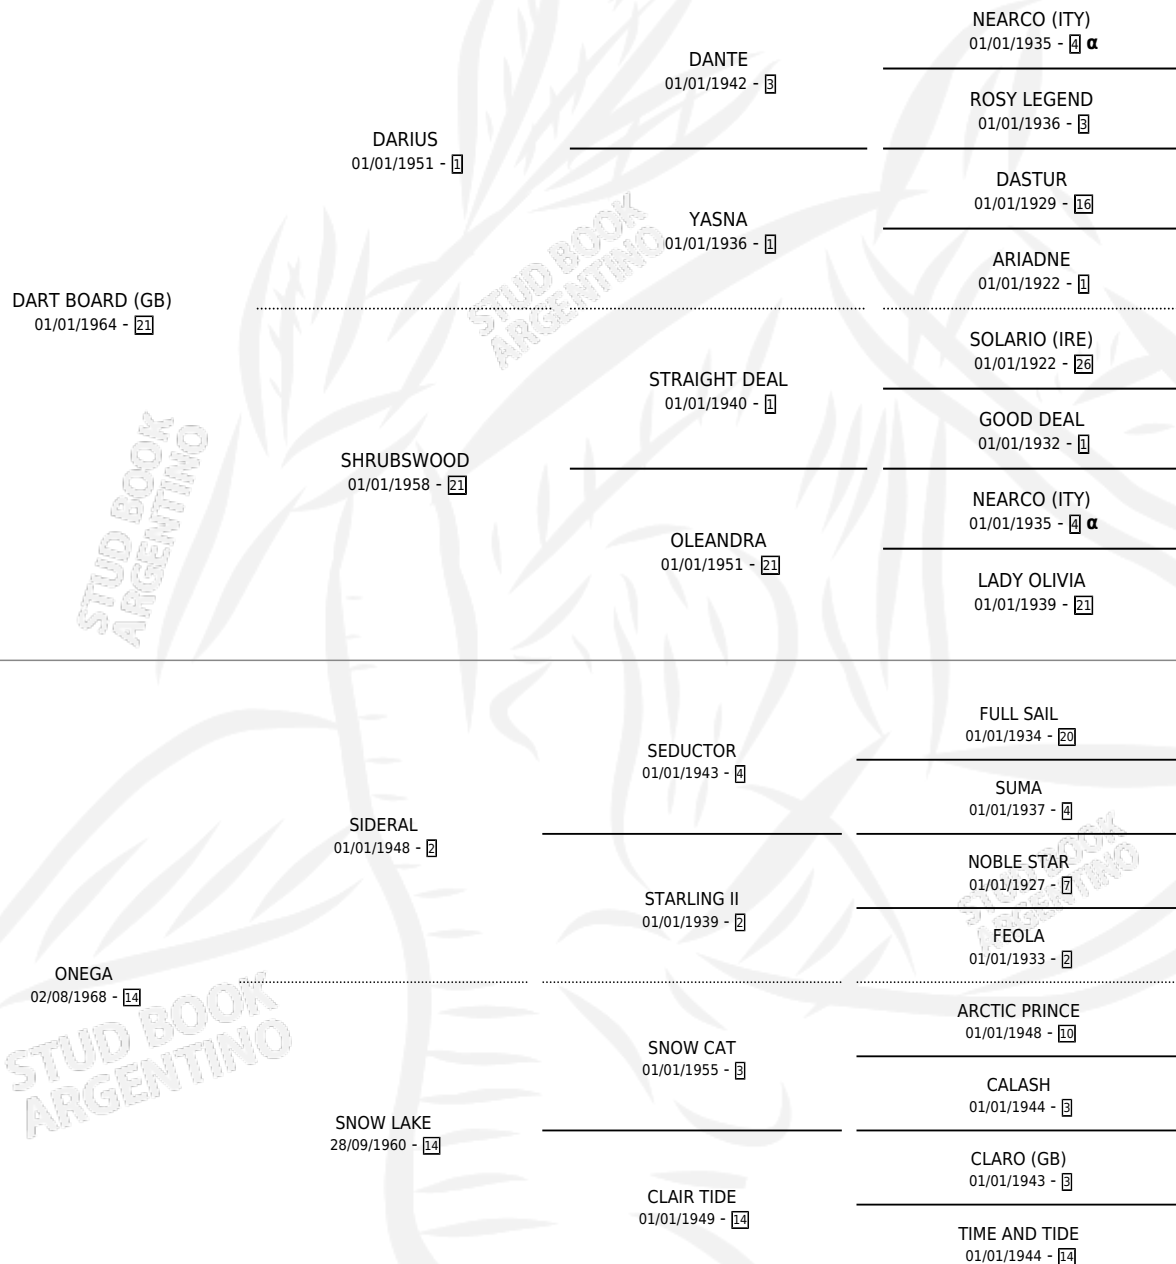 NEARCO (ITY)
01/01/1935 - 4 α
DANTE
01/01/1942 - 3
ROSY LEGEND
01/01/1936 - 3
DARIUS
01/01/1951 - 1
DASTUR
01/01/1929 - 16
YASNA
01/01/1936 - 1
ARIADNE
01/01/1922 - 1
DART BOARD (GB)
01/01/1964 - 21
SOLARIO (IRE)
01/01/1922 - 26
STRAIGHT DEAL
01/01/1940 - 1
GOOD DEAL
01/01/1932 - 1
SHRUBSWOOD
01/01/1958 - 21
NEARCO (ITY)
01/01/1935 - 4 α
OLEANDRA
01/01/1951 - 21
LADY OLIVIA
01/01/1939 - 21
FULL SAIL
01/01/1934 - 20
SEDUCTOR
01/01/1943 - 4
SUMA
01/01/1937 - 4
SIDERAL
01/01/1948 - 2
NOBLE STAR
01/01/1927 - 7
STARLING II
01/01/1939 - 2
FEOLA
01/01/1933 - 2
ONEGA
02/08/1968 - 14
ARCTIC PRINCE
01/01/1948 - 10
SNOW CAT
01/01/1955 - 3
CALASH
01/01/1944 - 3
SNOW LAKE
28/09/1960 - 14
CLARO (GB)
01/01/1943 - 3
CLAIR TIDE
01/01/1949 - 14
TIME AND TIDE
01/01/1944 - 14
STUD BOOK
ARGENTINO
STUD BOOK
ARGENTINO
STUD BOOK
ARGENTINO
STUD BOOK
ARGENTINO